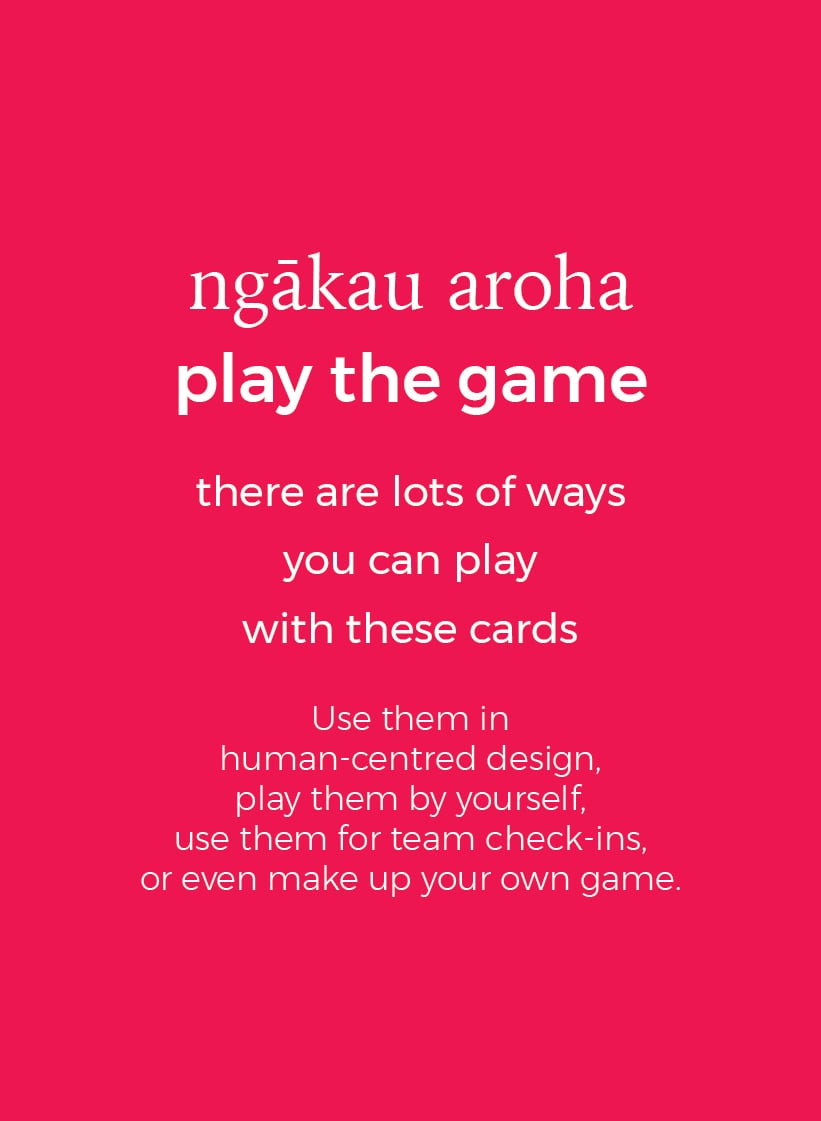 ngākau aroha
play the game
there are lots of ways
you can play
with these cards
Use them in
human-centred design,
play them by yourself,
use them for team check-ins,
or even make up your own game.